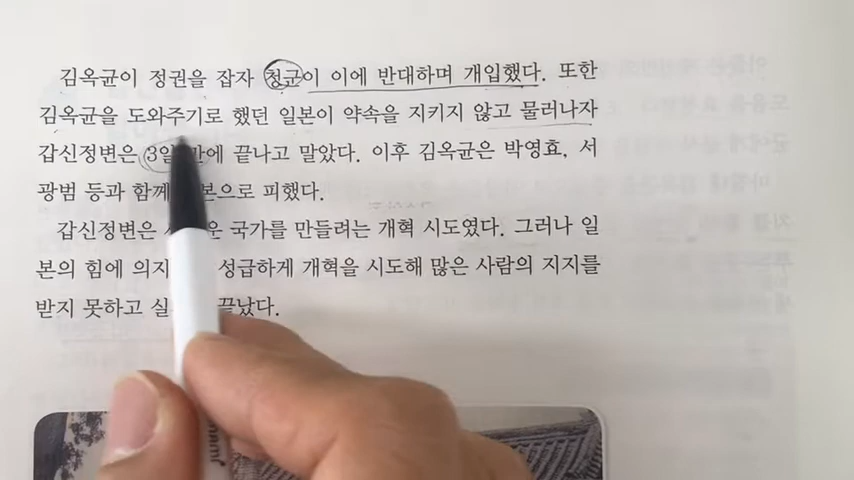 김옥균이 정권을 잡자 청군이 이에 반대하며 개입했다. 또한
김옥균을 도와주기로 했던 일본이 약속을 지키지 않고 물러나자
갑신정변은 3일 만에 끝나고 말았다. 이후 김옥균은 박영효, 서
광범 등과 함께 일본으로 피했다.
갑신정변은 국가를 만들려는 개혁 시도였다. 그러나 일
본의 힘에 의지 성급하게 개혁을 시도해 많은 사람의 지지를
받지 못하고 끝났다.
nami